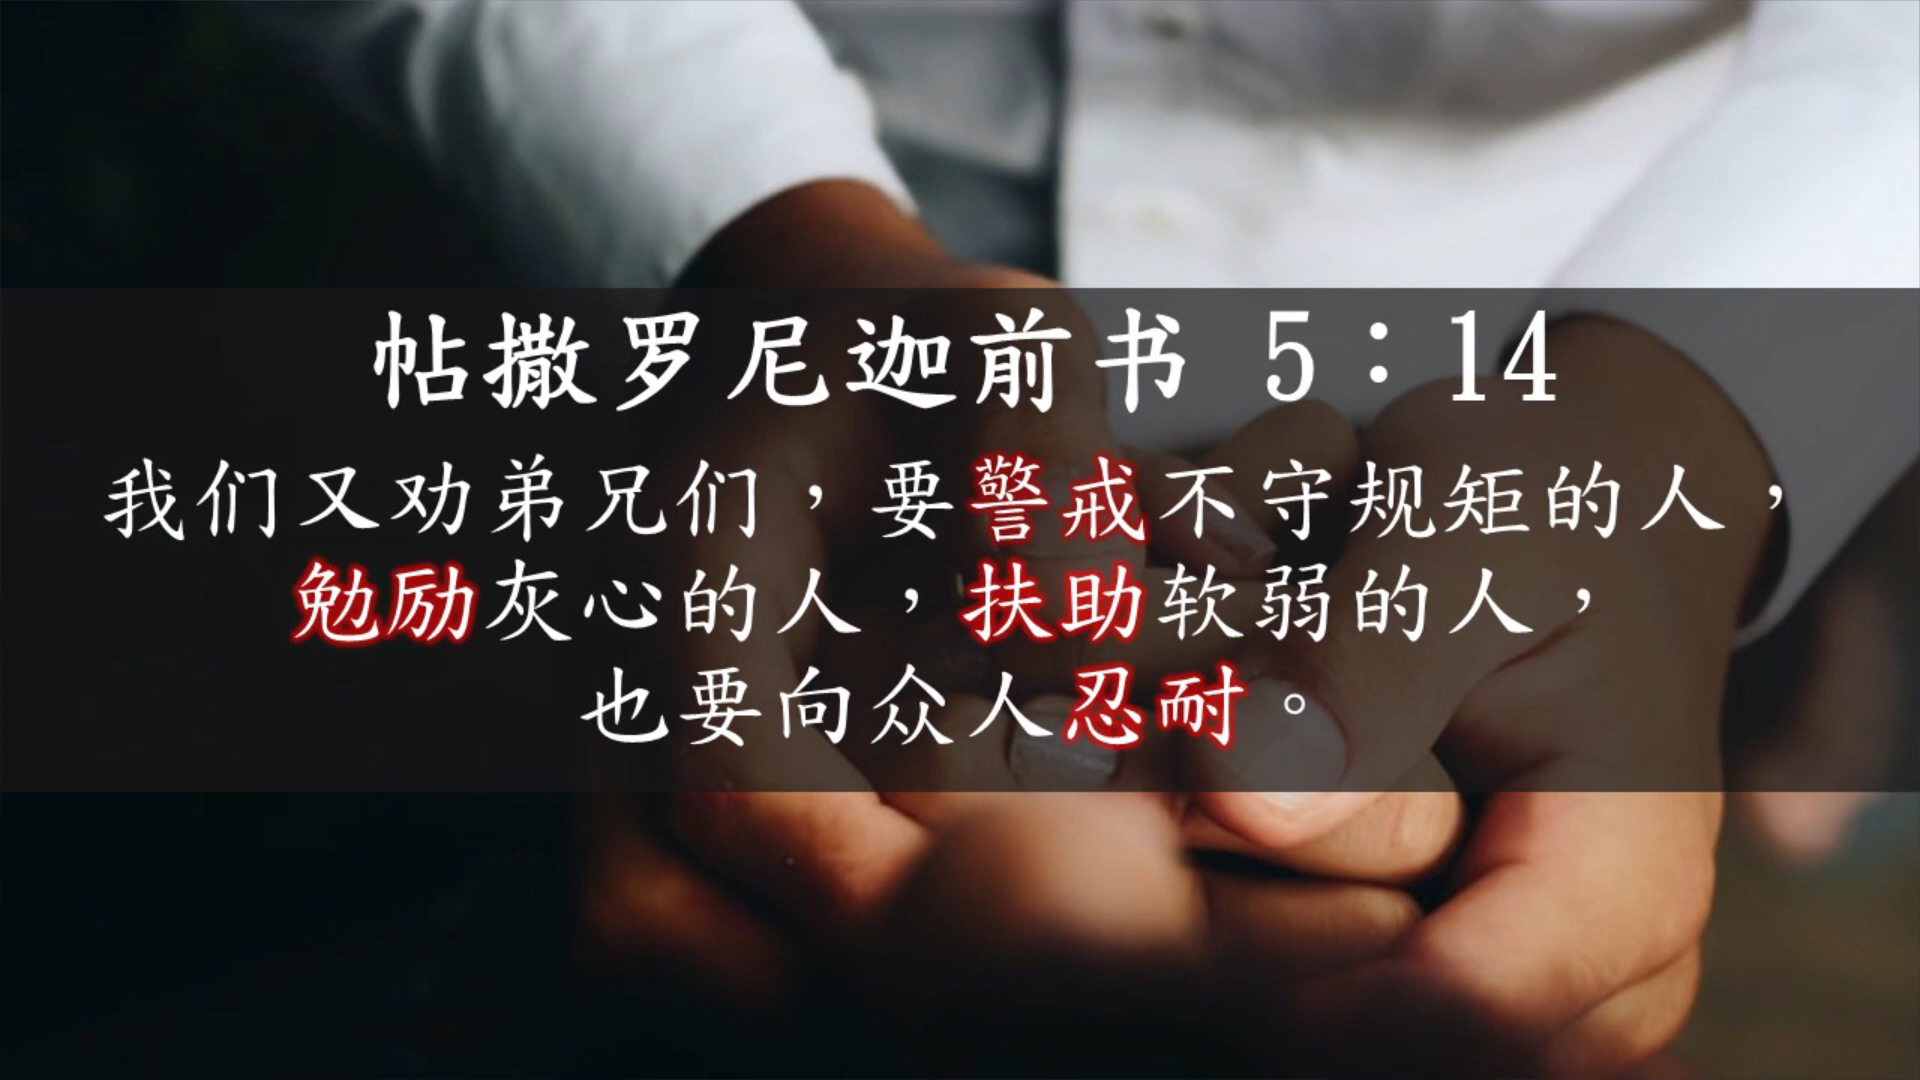 帖撒罗尼迦前书 5：14
我们又劝弟兄们，要警戒不守规矩的人，
勉励灰心的人，扶助软弱的人，
也要向众人忍耐。